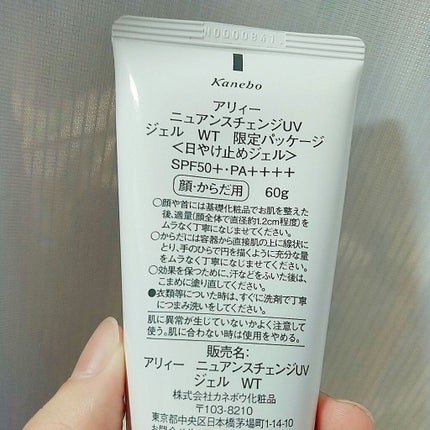 Kanebo
アリィー
ニュアンスチェンジUV
ジェル WT 限定パッケージ
<日やけ止めジェル>
SPF50+・PA++++
顔・からだ用 60g
○顔や首には基礎化粧品でお肌を整えた
後、適量(顔全体で直径約1.2cm程度)を
ムラなく丁寧になじませてください。
○からだには容器から直接肌の上に線状に
とり、手のひらで円を描くように充分な量
をムラなく丁寧になじませてください。
○効果を保つために、汗などをふいた後は、
こまめに塗り直してください。
●衣類等についた時は、すぐに洗剤で丁寧
につまみ洗いをしてください。
肌に異常が生じていないかよく注意して
使う。肌に合わない時は使用をやめる。
販売名:
アリィー ニュアンスチェンジUV
ジェル WT
株式会社カネボウ化粧品
〒103-8210
東京都中央区日本橋茅場町1-14-10